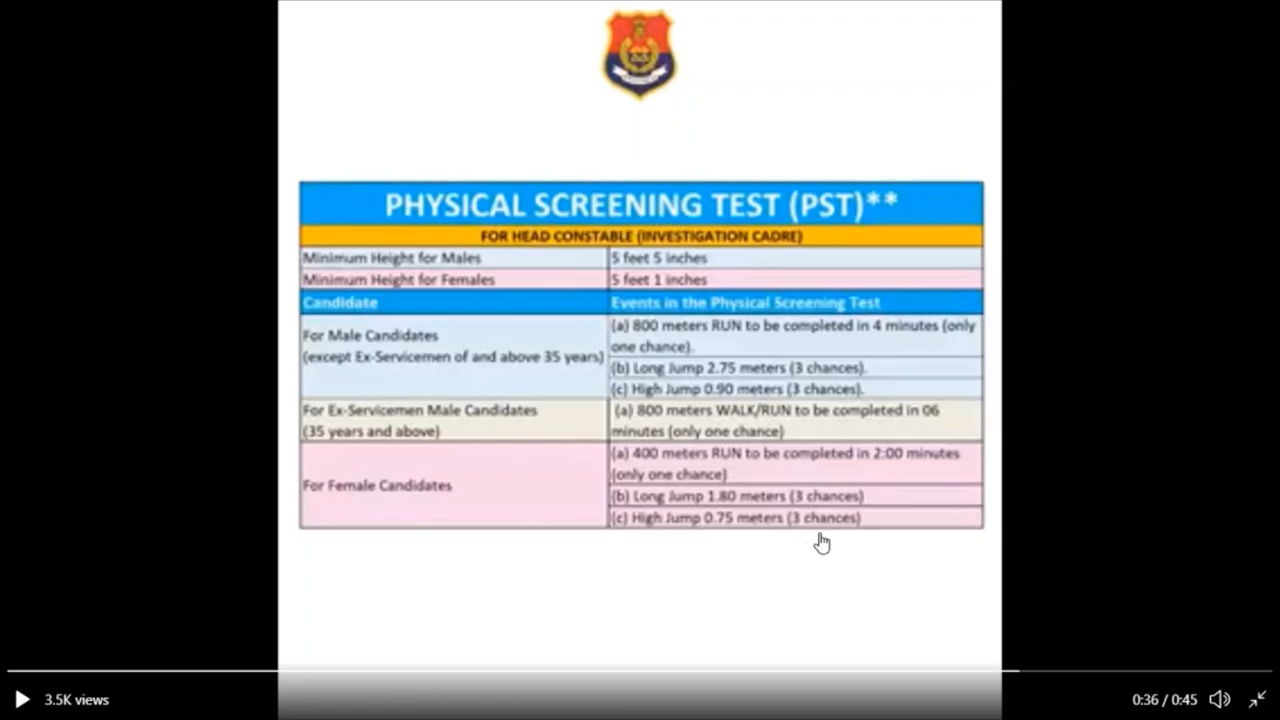 PHYSICAL SCREENING TEST (PST)**
FOR HEAD CONSTABLE (INVESTIGATION CADRE)
Minimum Height for Males
5 feet 5 inches
Minimum Height for Females
5 feet 1 inches
Candidate
Events in the Physical Screening Test
For Male Candidates
(except Ex-Servicemen of and above 35 years)
(a) 800 meters RUN to be completed in 4 minutes (only
one chance).
(b) Long Jump 2.75 meters (3 chances).
(c) High Jump 0.90 meters (3 chances).
For Ex-Servicemen Male Candidates
(35 years and above)
(a) 800 meters WALK/RUN to be completed in 06
minutes (only one chance)
For Female Candidates
(a) 400 meters RUN to be completed in 2:00 minutes
(only one chance)
(b) Long Jump 1.80 meters (3 chances)
(c) High Jump 0.75 meters (3 chances)
3.5K views
0:36 / 0:45